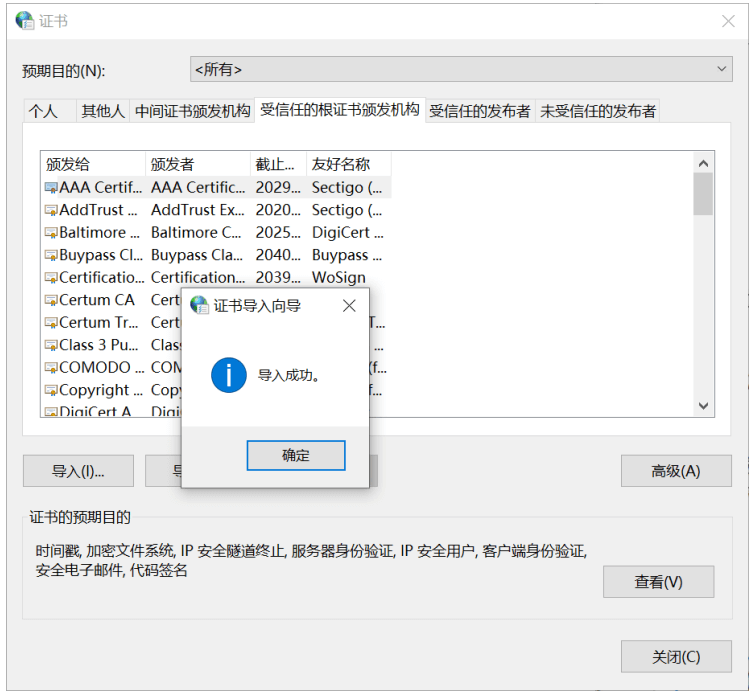 证书
预期目的(N):
<所有>
个人 其他人 中间证书颁发机构 受信任的根证书颁发机构 受信任的发布者 未受信任的发布者
颁发给 颁发者 截止... 友好名称
AAA Certif... AAA Certific... 2029... Sectigo (...
AddTrust ... AddTrust Ex... 2020... Sectigo (...
Baltimore ... Baltimore C... 2025... DigiCert ...
Buypass Cl... Buypass Cla... 2040... Buypass ...
Certificatio... Certification... 2039... WoSign
Certum CA
Certum Tr...
Class 3 Pu...
COMODO ...
Copyright ...
DigiCert A
证书导入向导
导入成功。
确定
导入(I)...
高级(A)
证书的预期目的
时间戳, 加密文件系统, IP 安全隧道终止, 服务器身份验证, IP 安全用户, 客户端身份验证,
安全电子邮件, 代码签名
查看(V)
关闭(C)